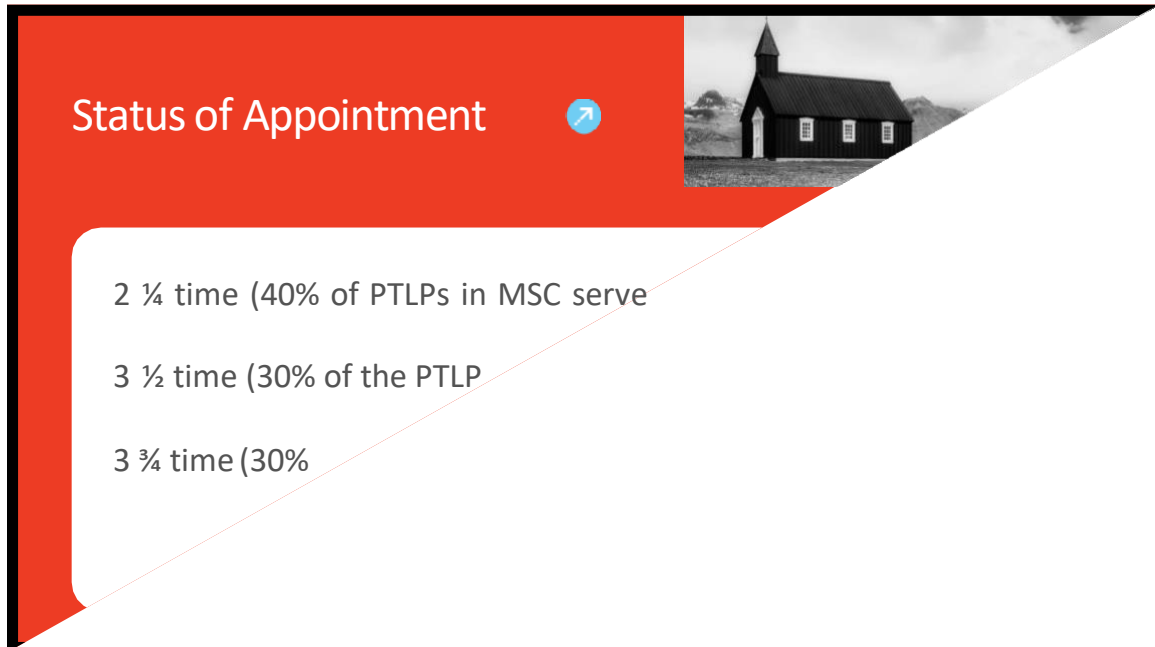 Status of Appointment
2 ¼ time (40% of PTLPs in MSC serve
3 ½ time (30% of the PTLP
3 ¾ time (30%